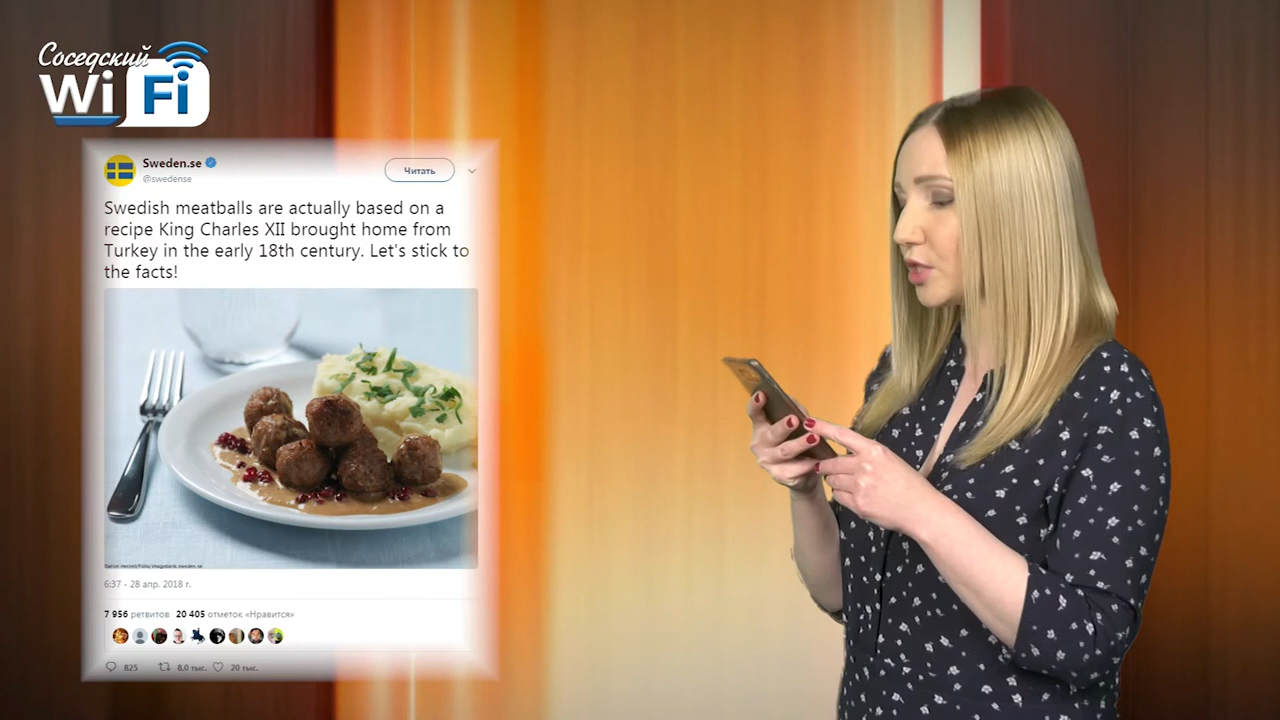 Соседский
Wi Fi
Sweden.se
@swedense
Читать
Swedish meatballs are actually based on a
recipe King Charles XII brought home from
Turkey in the early 18th century. Let's stick to
the facts!
6:37 - 28 апр. 2018 г.
7 956 ретвитов 20 405 отметок «Нравится»
825 8,0 тыс. 20 тыс.